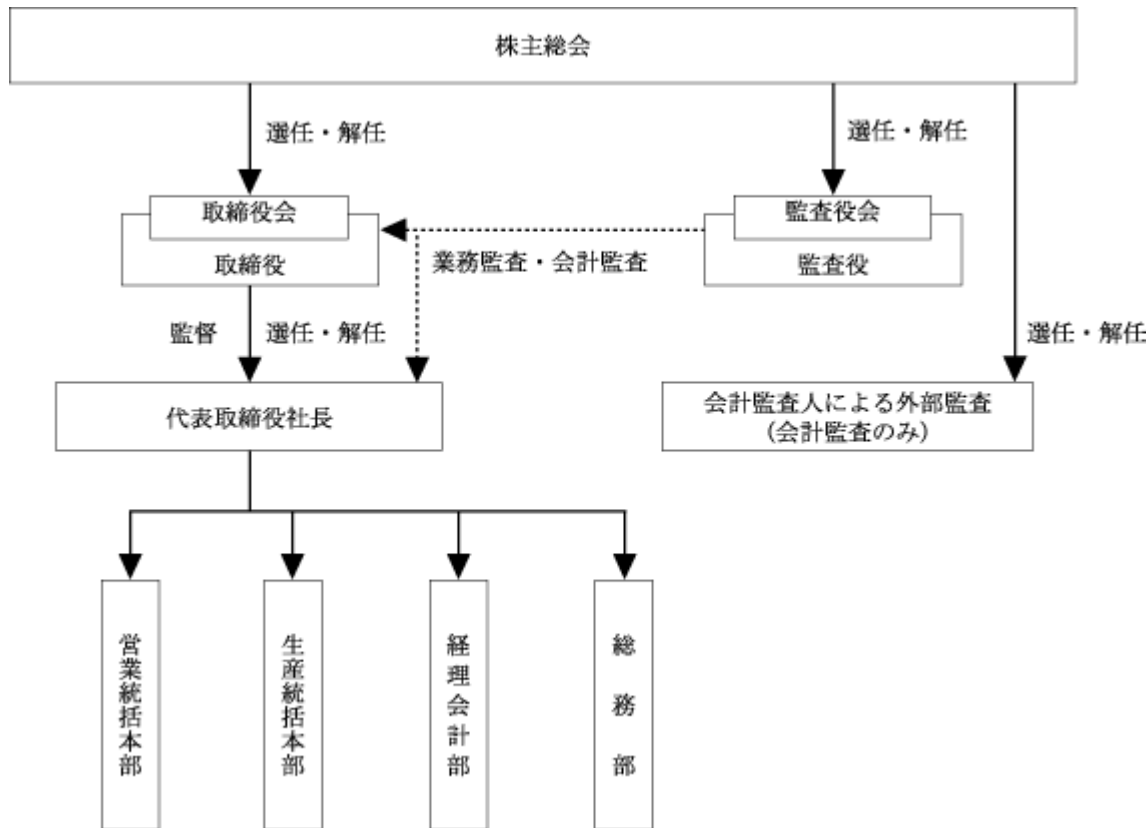 株主総会
選任・解任
選任・解任
取締役会
監査役会
取締役
業務監査・会計監査
監査役
監督
選任・解任
選任・解任
代表取締役社長
会計監査人による外部監査
(会計監査のみ)
営業統括本部
生産統括本部
経理会計部
総務部